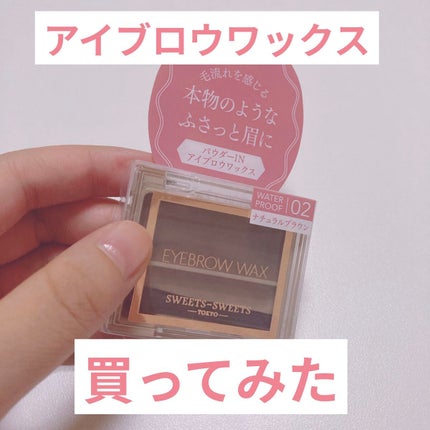 アイブロウワックス
毛流れを感じる
本物のような
ふさっと眉に
パウダーIN
アイブロウワックス
WATER
PROOF
02
ナチュラルブラウン
EYEBROW WAX
SWEETS-SWEETS
TOKYO
買ってみた